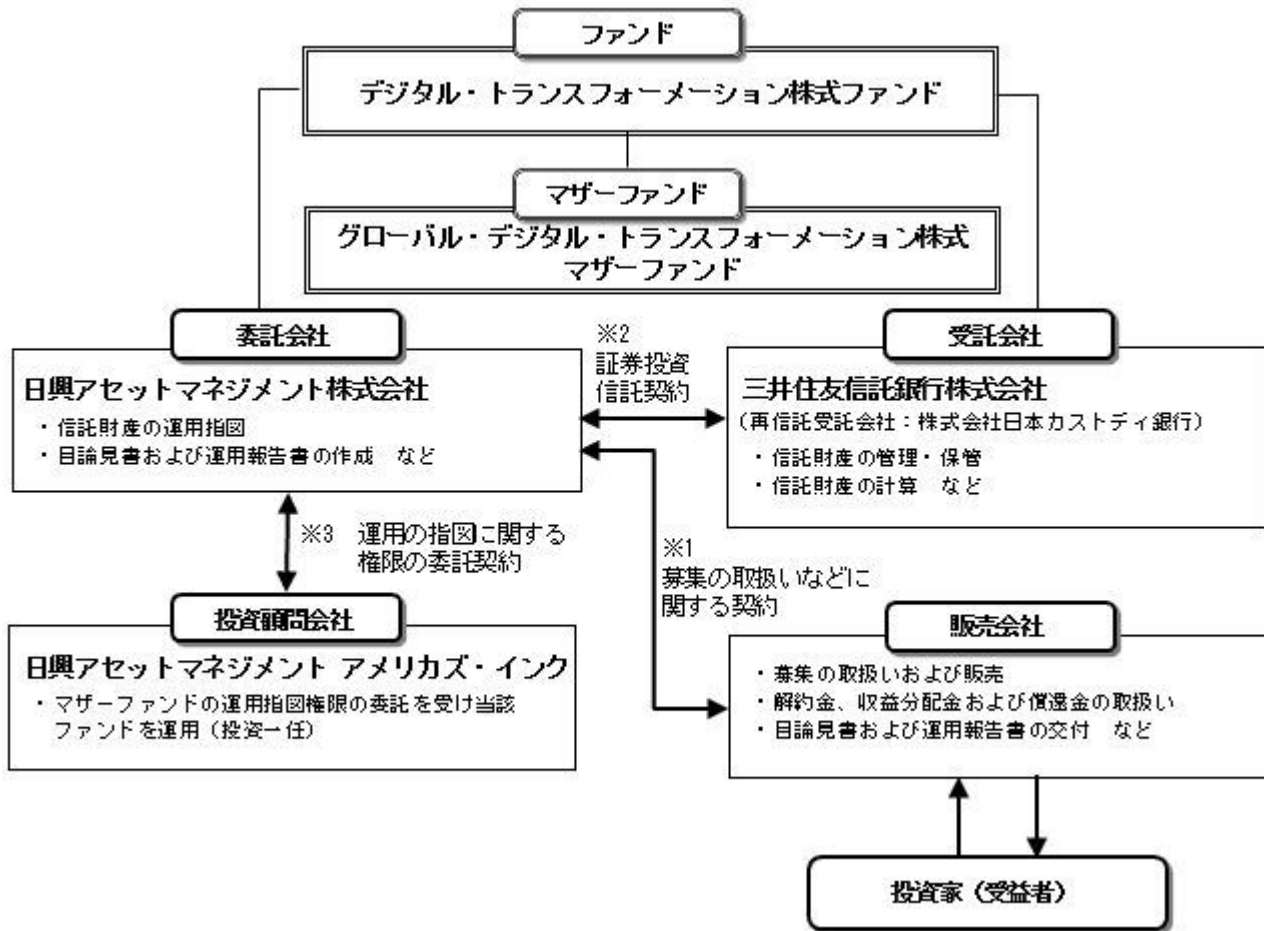 ファンド
デジタル・トランスフォーメーション株式ファンド
マザーファンド
グローバル・デジタル・トランスフォーメーション株式
マザーファンド
委託会社
日興アセットマネジメント株式会社
・信託財産の運用指図
・目論見書および運用報告書の作成 など
※2
証券投資
信託契約
受託会社
三井住友信託銀行株式会社
(再信託受託会社:株式会社日本カストディ銀行)
・信託財産の管理・保管
・信託財産の計算 など
※3 運用の指図に関する
権限の委託契約
※1
募集の取扱いなどに
関する契約
投資顧問会社
日興アセットマネジメント アメリカズ・インク
・マザーファンドの運用指図権限の委託を受け当該
ファンドを運用(投資一任)
販売会社
・募集の取扱いおよび販売
・解約金、収益分配金および償還金の取扱い
・目論見書および運用報告書の交付 など
投資家(受益者)